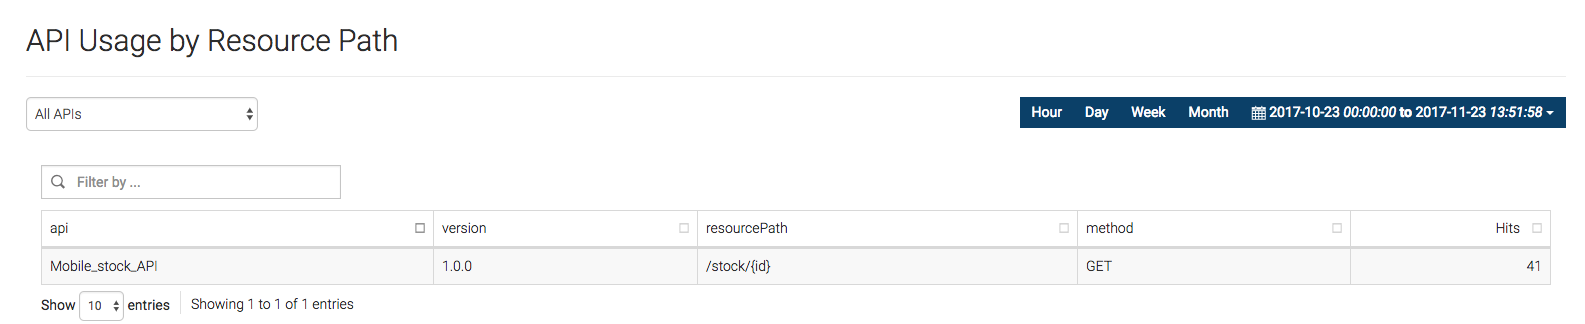 API Usage by Resource Path
All APIs
Hour Day Week Month 2017-10-23 00:00:00 to 2017-11-23 13:51:58
Filter by ...
api version resourcePath method Hits
Mobile_stock_API 1.0.0 /stock/{id} GET 41
Show 10 entries Showing 1 to 1 of 1 entries